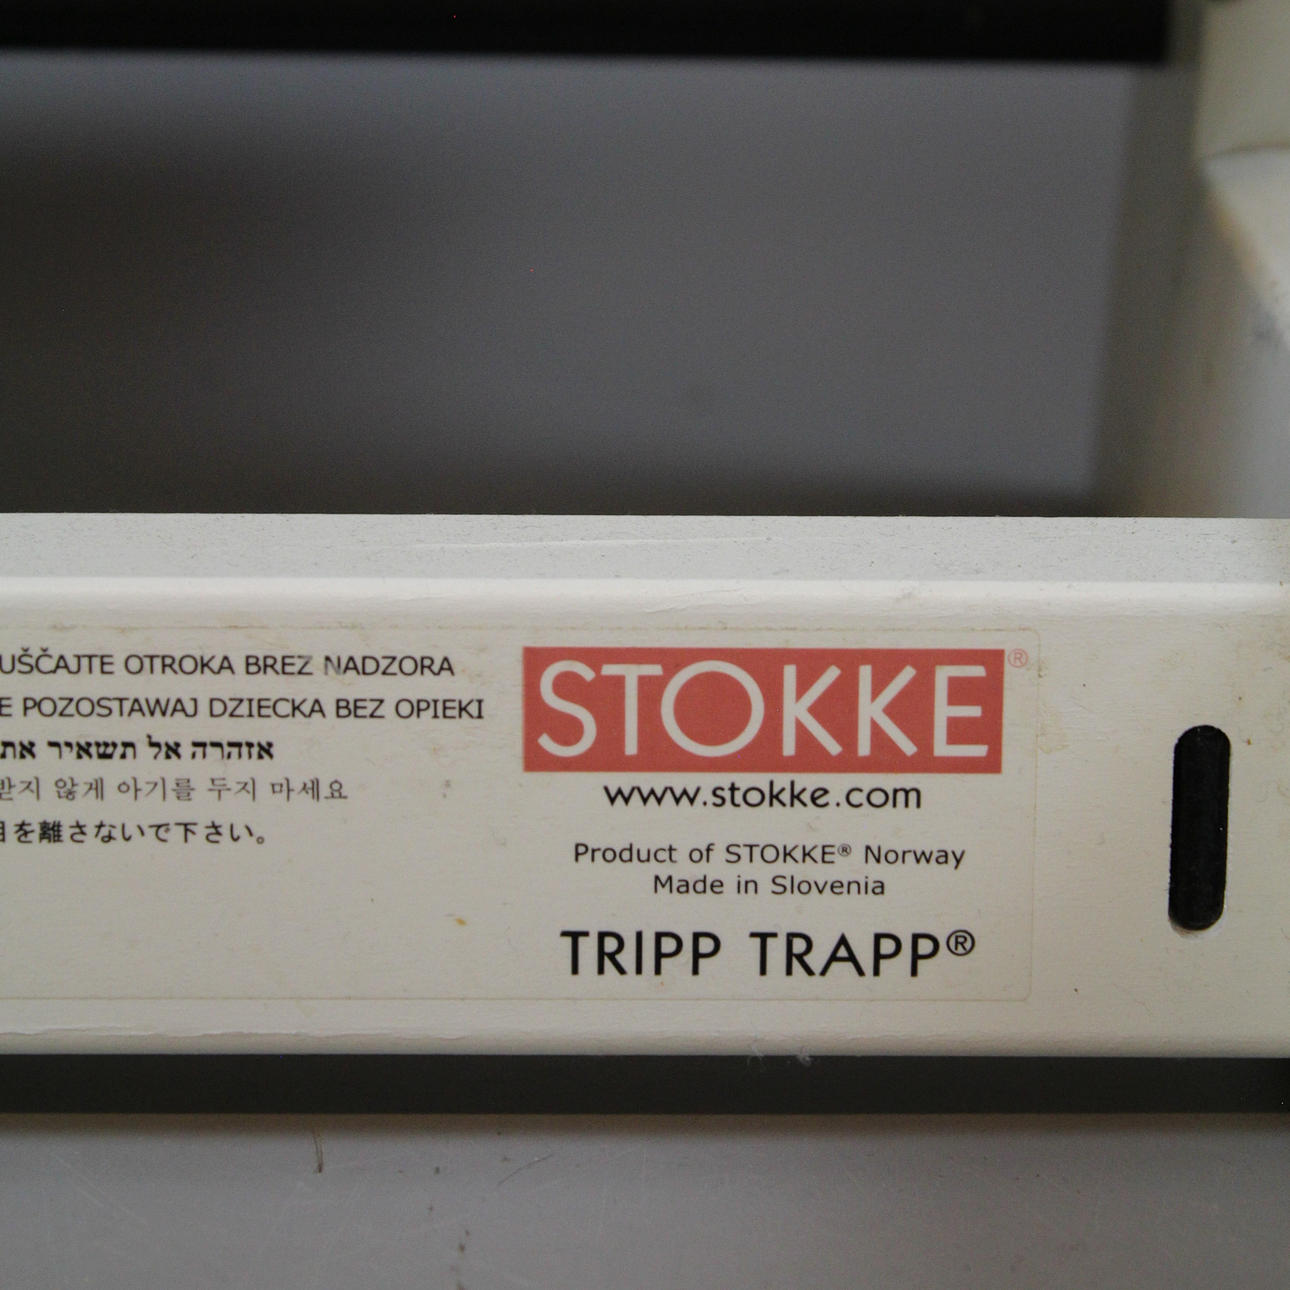 UŠČAJTE OTROKA BREZ NADZORA
E POZOSTAWAJ DZIECKA BEZ OPIEKI
אזהרה אל תשאיר את
받지 않게 아기를 두지 마세요
目を離さないで下さい。
STOKKE®
www.stokke.com
Product of STOKKE® Norway
Made in Slovenia
TRIPP TRAPP®